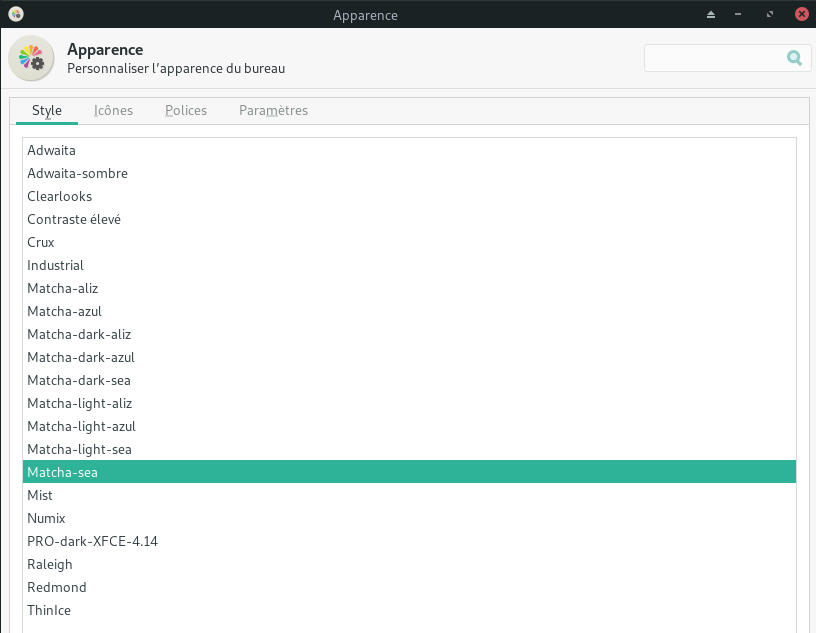 Apparence
Apparence
Personnaliser l'apparence du bureau
Style Icônes Polices Paramètres
Adwaita
Adwaita-sombre
Clearlooks
Contraste élevé
Crux
Industrial
Matcha-aliz
Matcha-azul
Matcha-dark-aliz
Matcha-dark-azul
Matcha-dark-sea
Matcha-light-aliz
Matcha-light-azul
Matcha-light-sea
Matcha-sea
Mist
Numix
PRO-dark-XFCE-4.14
Raleigh
Redmond
ThinIce